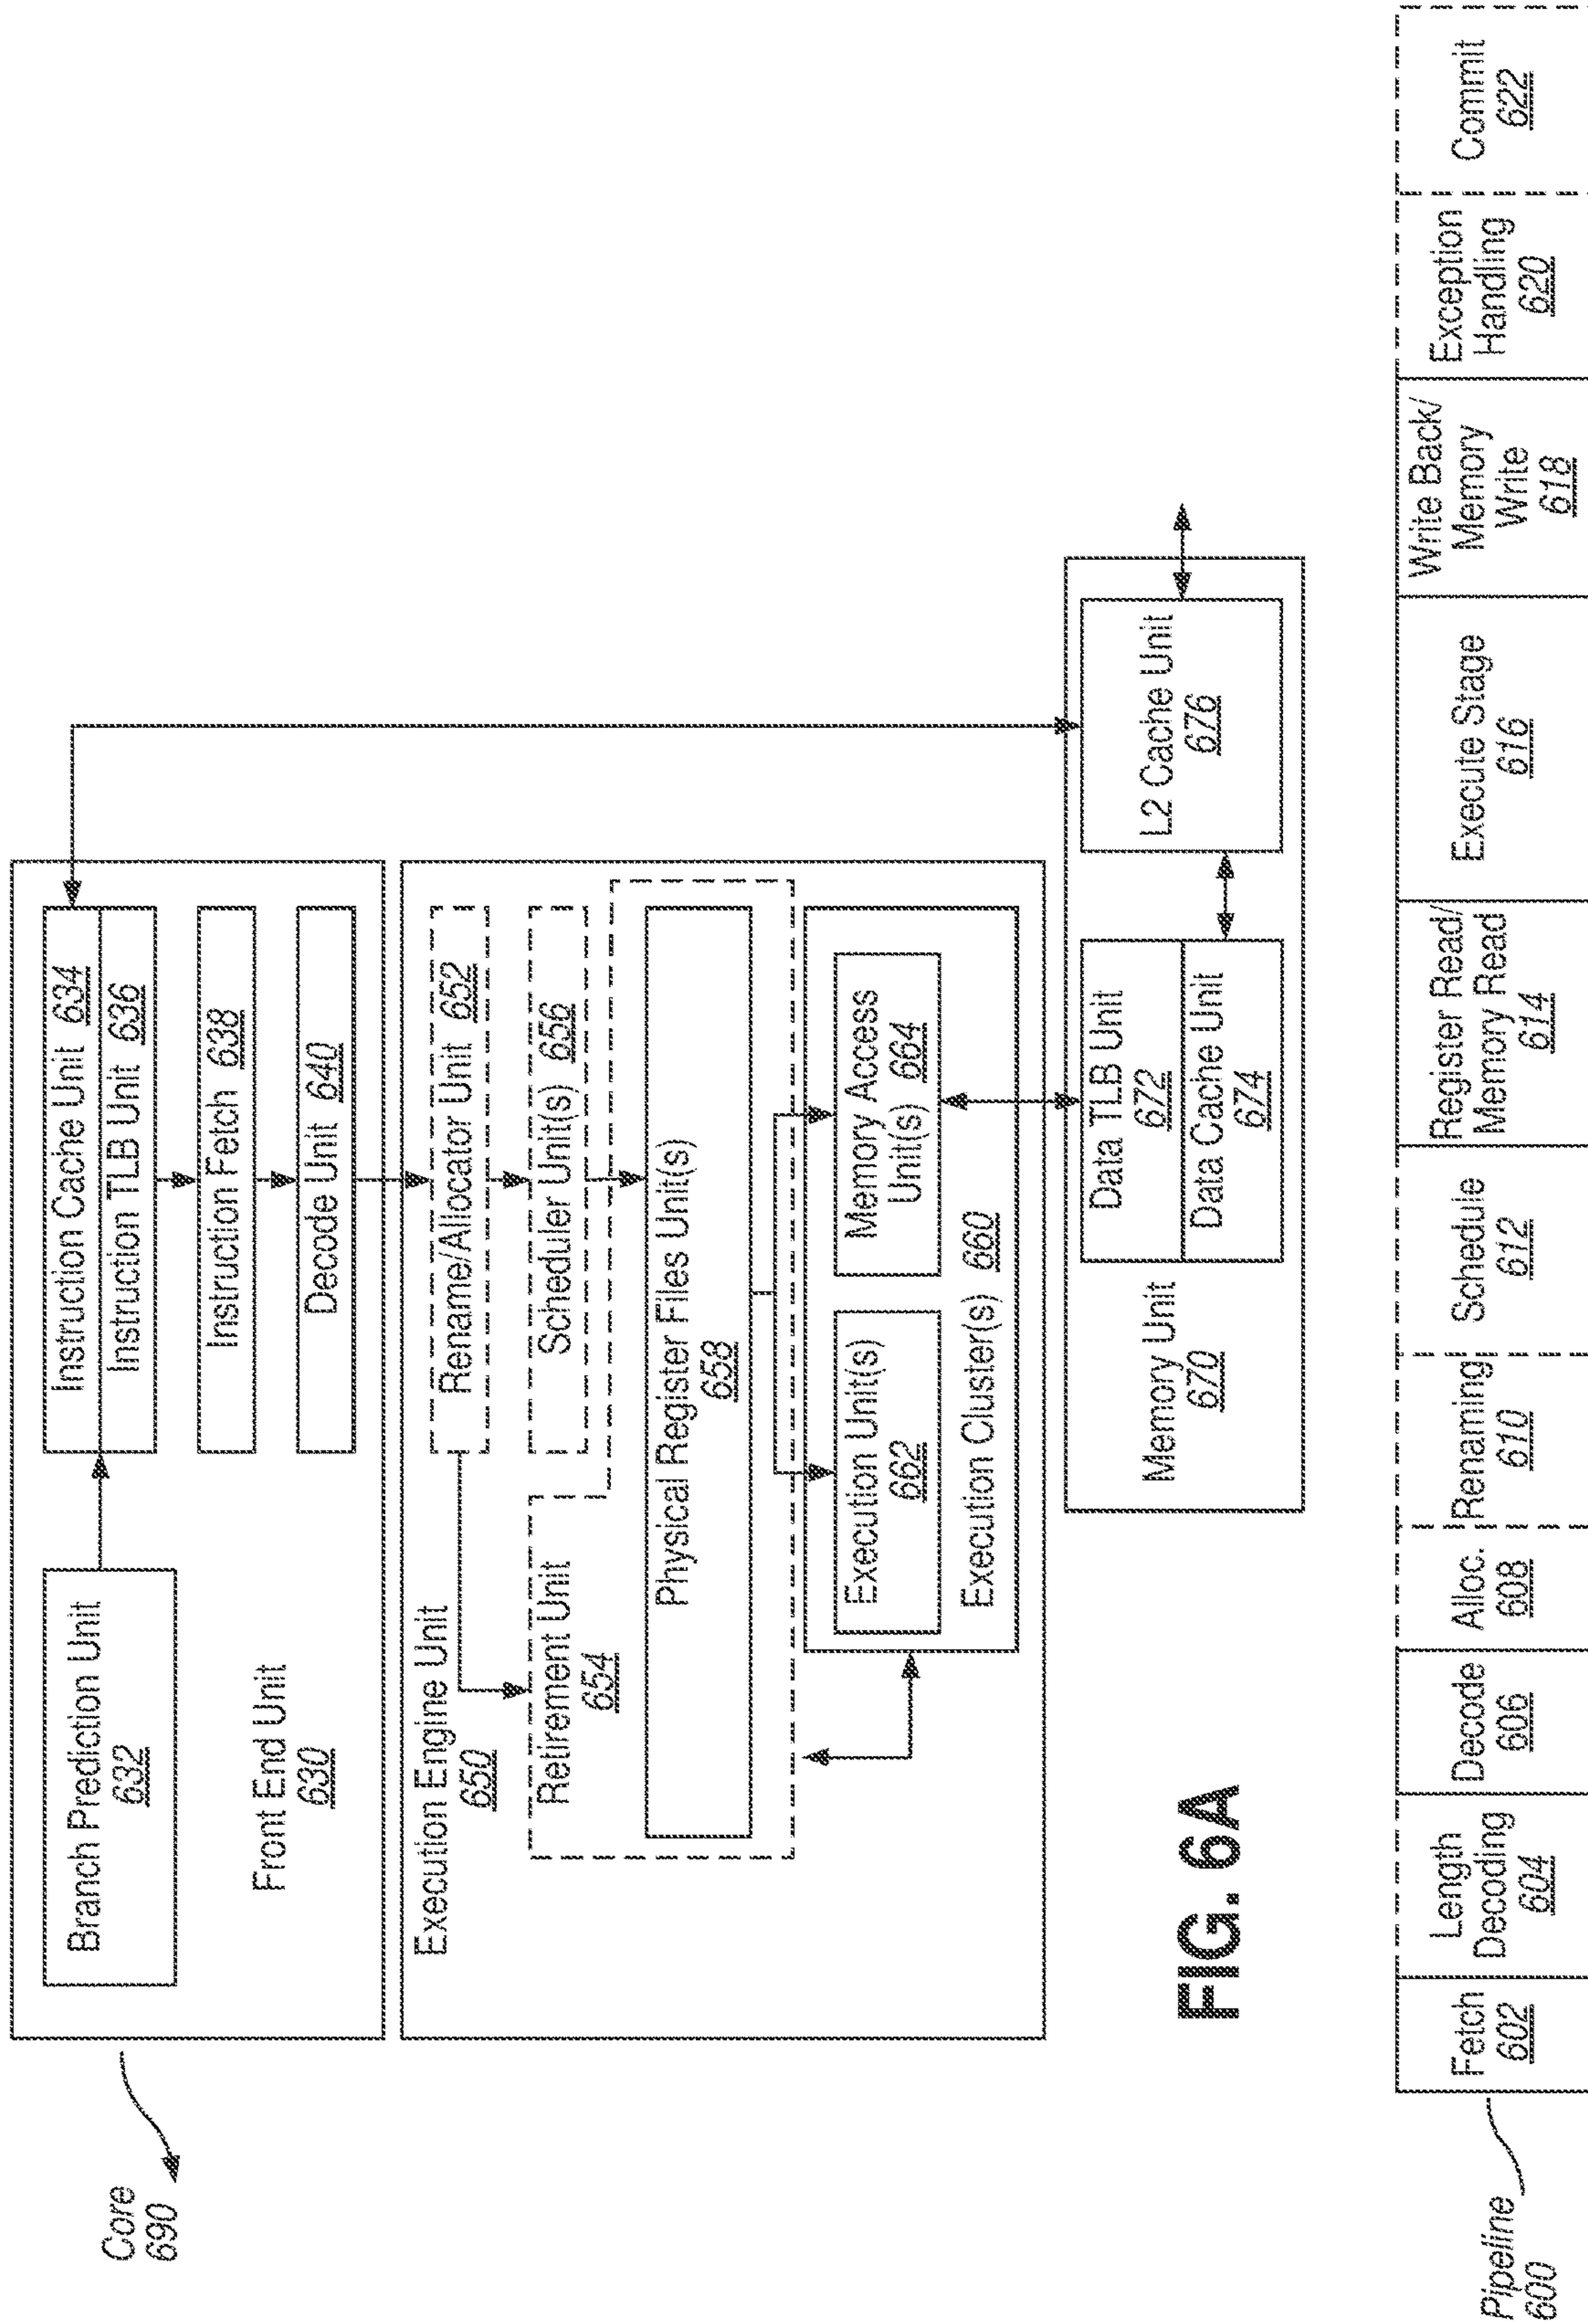 Core
690
Branch Prediction Unit
632
Front End Unit
630
Instruction Cache Unit 634
Instruction TLB Unit 636
Instruction Fetch 638
Decode Unit 640
Execution Engine Unit
650
Rename/Allocator Unit 652
Scheduler Unit(s) 656
Retirement Unit
654
Physical Register Files Unit(s)
658
Execution Unit(s)
662
Memory Access
Unit(s) 664
Execution Cluster(s) 660
Memory Unit
670
Data TLB Unit
672
Data Cache Unit
674
L2 Cache Unit
676
FIG. 6A
Pipeline
600
Fetch
602
Length
Decoding
604
Decode
606
Alloc.
608
Renaming
610
Schedule
612
Register Read/
Memory Read
614
Execute Stage
616
Write Back/
Memory
Write
618
Exception
Handling
620
Commit
622